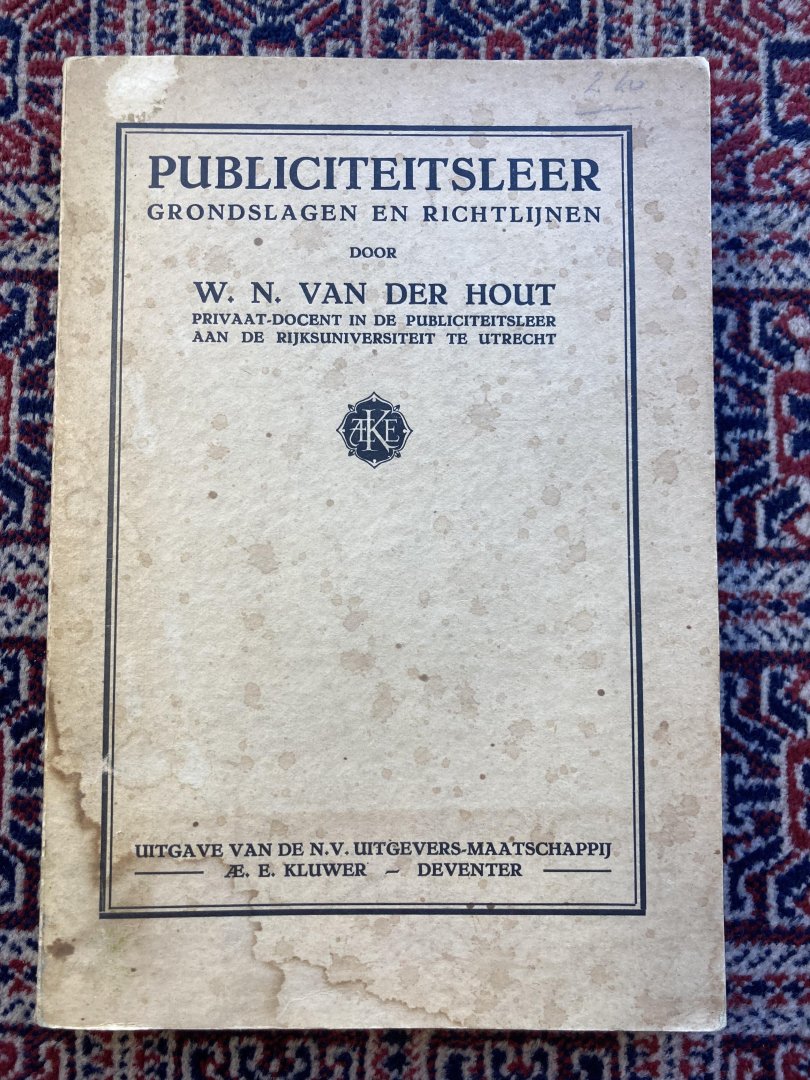 PUBLICITEITSLEER
GRONDSLAGEN EN RICHTLIJNEN
DOOR
W. N. VAN DER HOUT
PRIVAAT-DOCENT IN DE PUBLICITEITSLEER
AAN DE RIJKSUNIVERSITEIT TE UTRECHT
ÆKE
UITGAVE VAN DE N.V. UITGEVERS-MAATSCHAPPIJ
Æ. E. KLUWER – DEVENTER